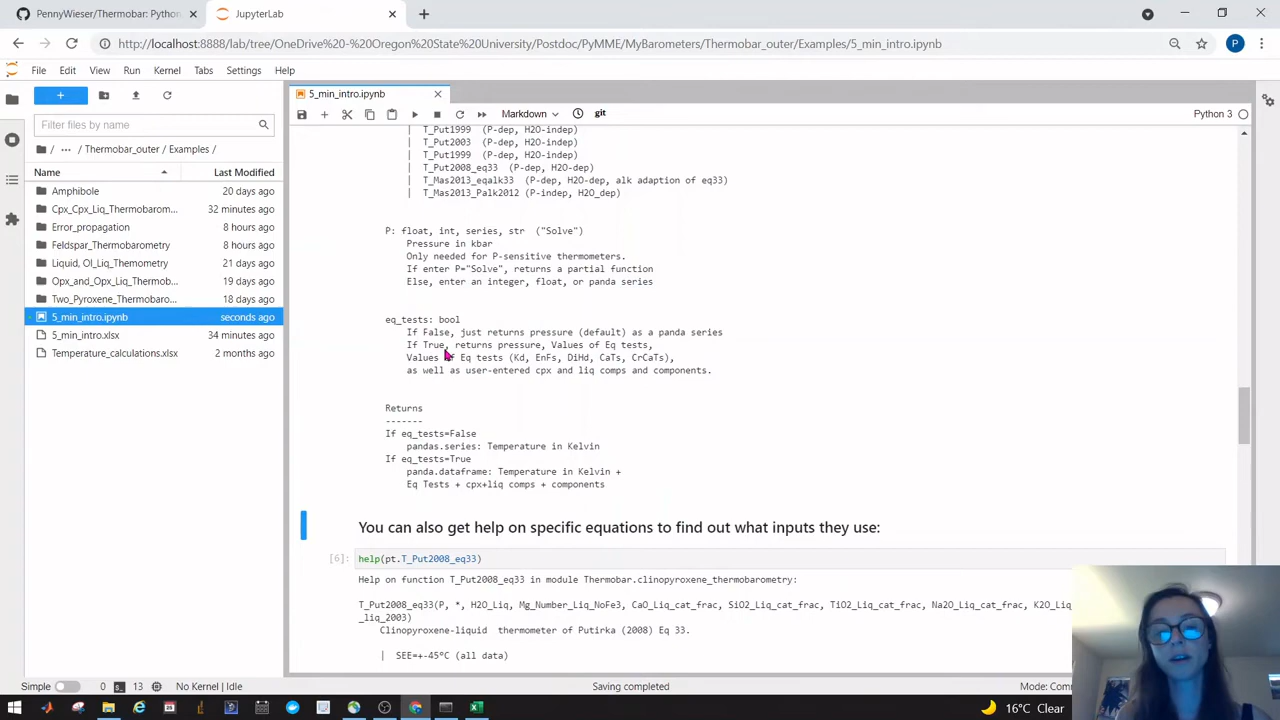 PennyWieser/Thermobar: Python
JupyterLab
http://localhost:8888/lab/tree/OneDrive%20-%20Oregon%20State%20University/Postdoc/PyMME/MyBarometers/Thermobar_outer/Examples/5_min_intro.ipynb
P
File Edit View Run Kernel Tabs Settings Help
5_min_intro.ipynb
Markdown
git
Python 3
Filter files by name
/ ··· / Thermobar_outer / Examples /
Name Last Modified
Amphibole 20 days ago
Cpx_Cpx_Liq_Thermobarom... 32 minutes ago
Error_propagation 8 hours ago
Feldspar_Thermobarometry 8 hours ago
Liquid, Ol_Liq_Themometry 21 days ago
Opx_and_Opx_Liq_Thermob... 19 days ago
Two_Pyroxene_Thermobaro... 18 days ago
5_min_intro.ipynb seconds ago
5_min_intro.xlsx 34 minutes ago
Temperature_calculations.xlsx 2 months ago
| T_Put1999 (P-dep, H2O-indep)
| T_Put2003 (P-dep, H2O-indep)
| T_Put1999 (P-dep, H2O-indep)
| T_Put2008_eq33 (P-dep, H2O-dep)
| T_Mas2013_eqalk33 (P-dep, H2O-dep, alk adaption of eq33)
| T_Mas2013_Palk2012 (P-indep, H2O_dep)
P: float, int, series, str ("Solve")
Pressure in kbar
Only needed for P-sensitive thermometers.
If enter P="Solve", returns a partial function
Else, enter an integer, float, or panda series
eq_tests: bool
If False, just returns pressure (default) as a panda series
If True, returns pressure, Values of Eq tests,
Values of Eq tests (Kd, EnFs, DiHd, CaTs, CrCaTs),
as well as user-entered cpx and liq comps and components.
Returns
-------
If eq_tests=False
pandas.series: Temperature in Kelvin
If eq_tests=True
panda.dataframe: Temperature in Kelvin +
Eq Tests + cpx+liq comps + components
You can also get help on specific equations to find out what inputs they use:
[6]: help(pt.T_Put2008_eq33)
Help on function T_Put2008_eq33 in module Thermobar.clinopyroxene_thermobarometry:
T_Put2008_eq33(P, *, H2O_Liq, Mg_Number_Liq_NoFe3, CaO_Liq_cat_frac, SiO2_Liq_cat_frac, TiO2_Liq_cat_frac, Na2O_Liq_cat_frac, K2O_Li
_liq_2003)
Clinopyroxene-liquid thermometer of Putirka (2008) Eq 33.
| SEE=+-45°C (all data)
Simple 0 13 No Kernel | Idle Saving completed Mode: Com
16°C Clear